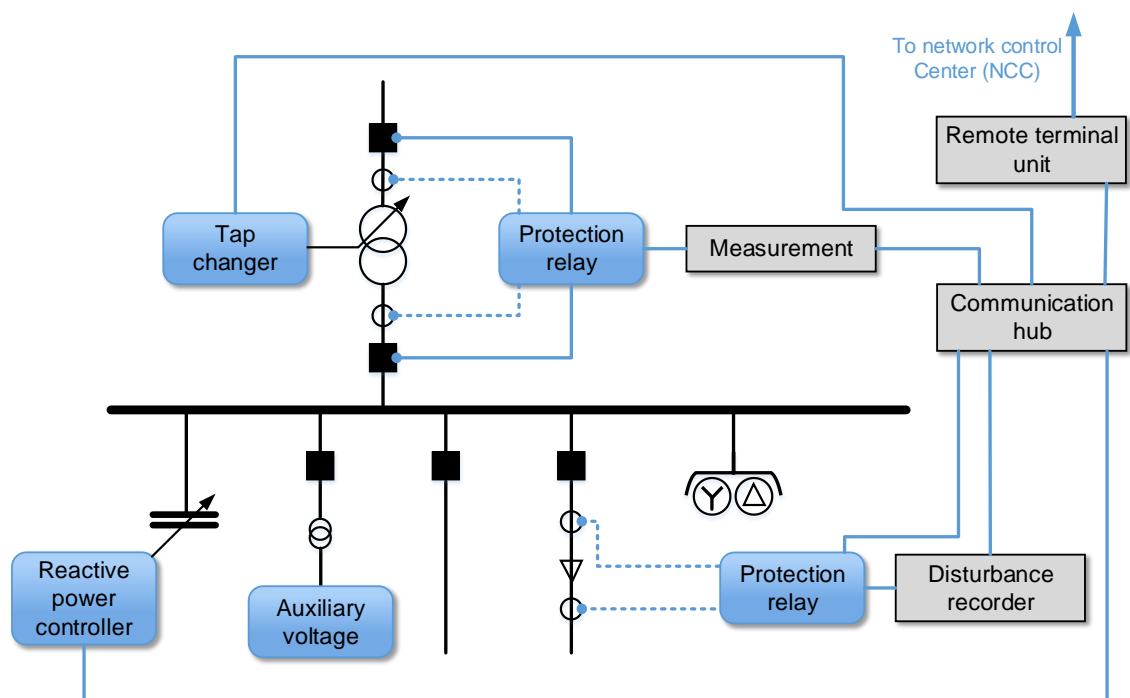 To network control
Center (NCC)
Remote terminal
unit
Tap
changer
Protection
relay
Measurement
Communication
hub
Reactive
power
controller
Auxiliary
voltage
Protection
relay
Disturbance
recorder